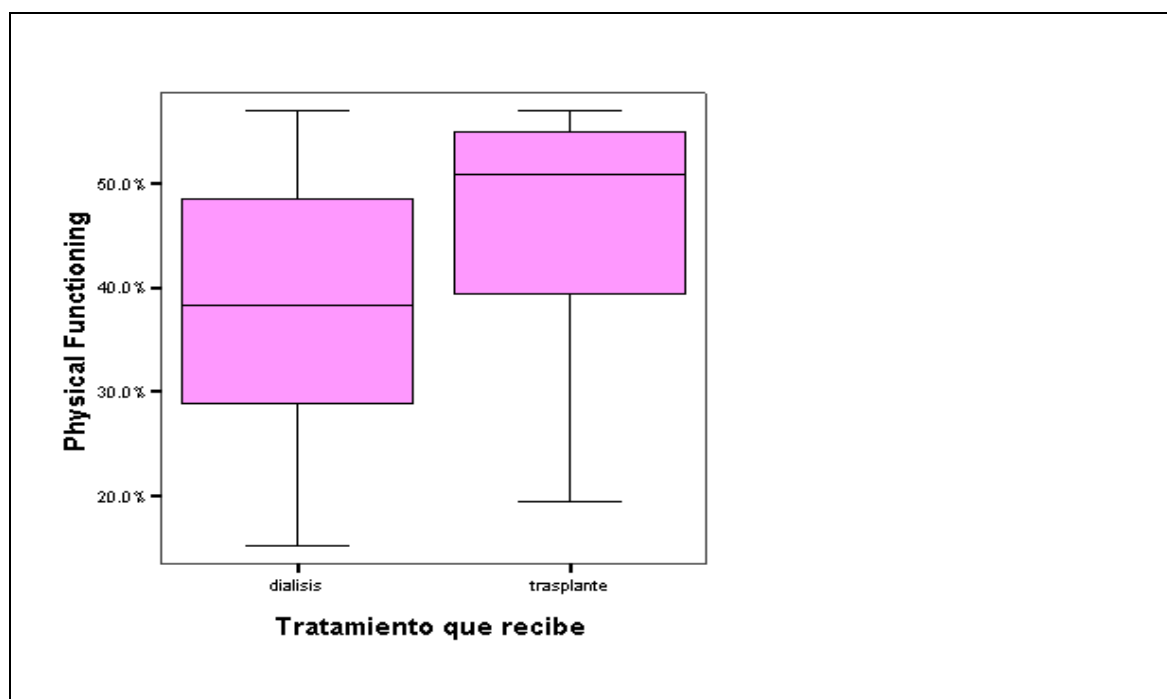 Physical Functioning
50.0%
40.0%
30.0%
20.0%
dialisis
trasplante
Tratamiento que recibe